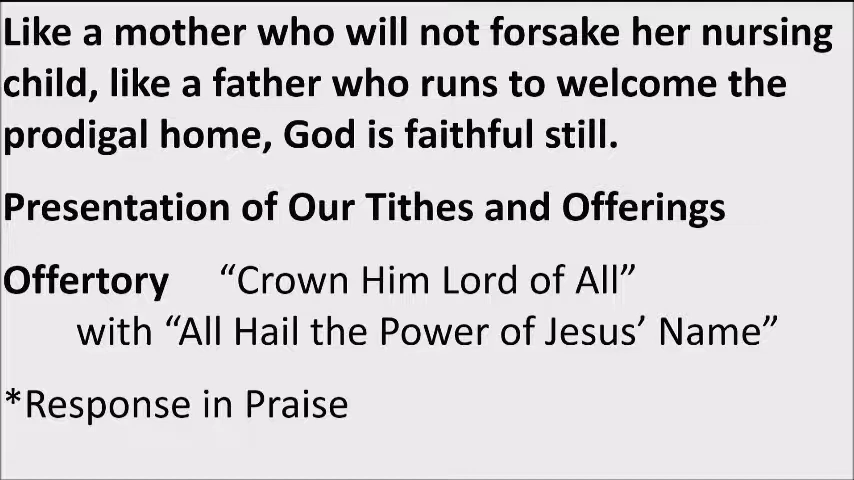 Like a mother who will not forsake her nursing
child, like a father who runs to welcome the
prodigal home, God is faithful still.
Presentation of Our Tithes and Offerings
Offertory “Crown Him Lord of All”
with “All Hail the Power of Jesus’ Name”
*Response in Praise